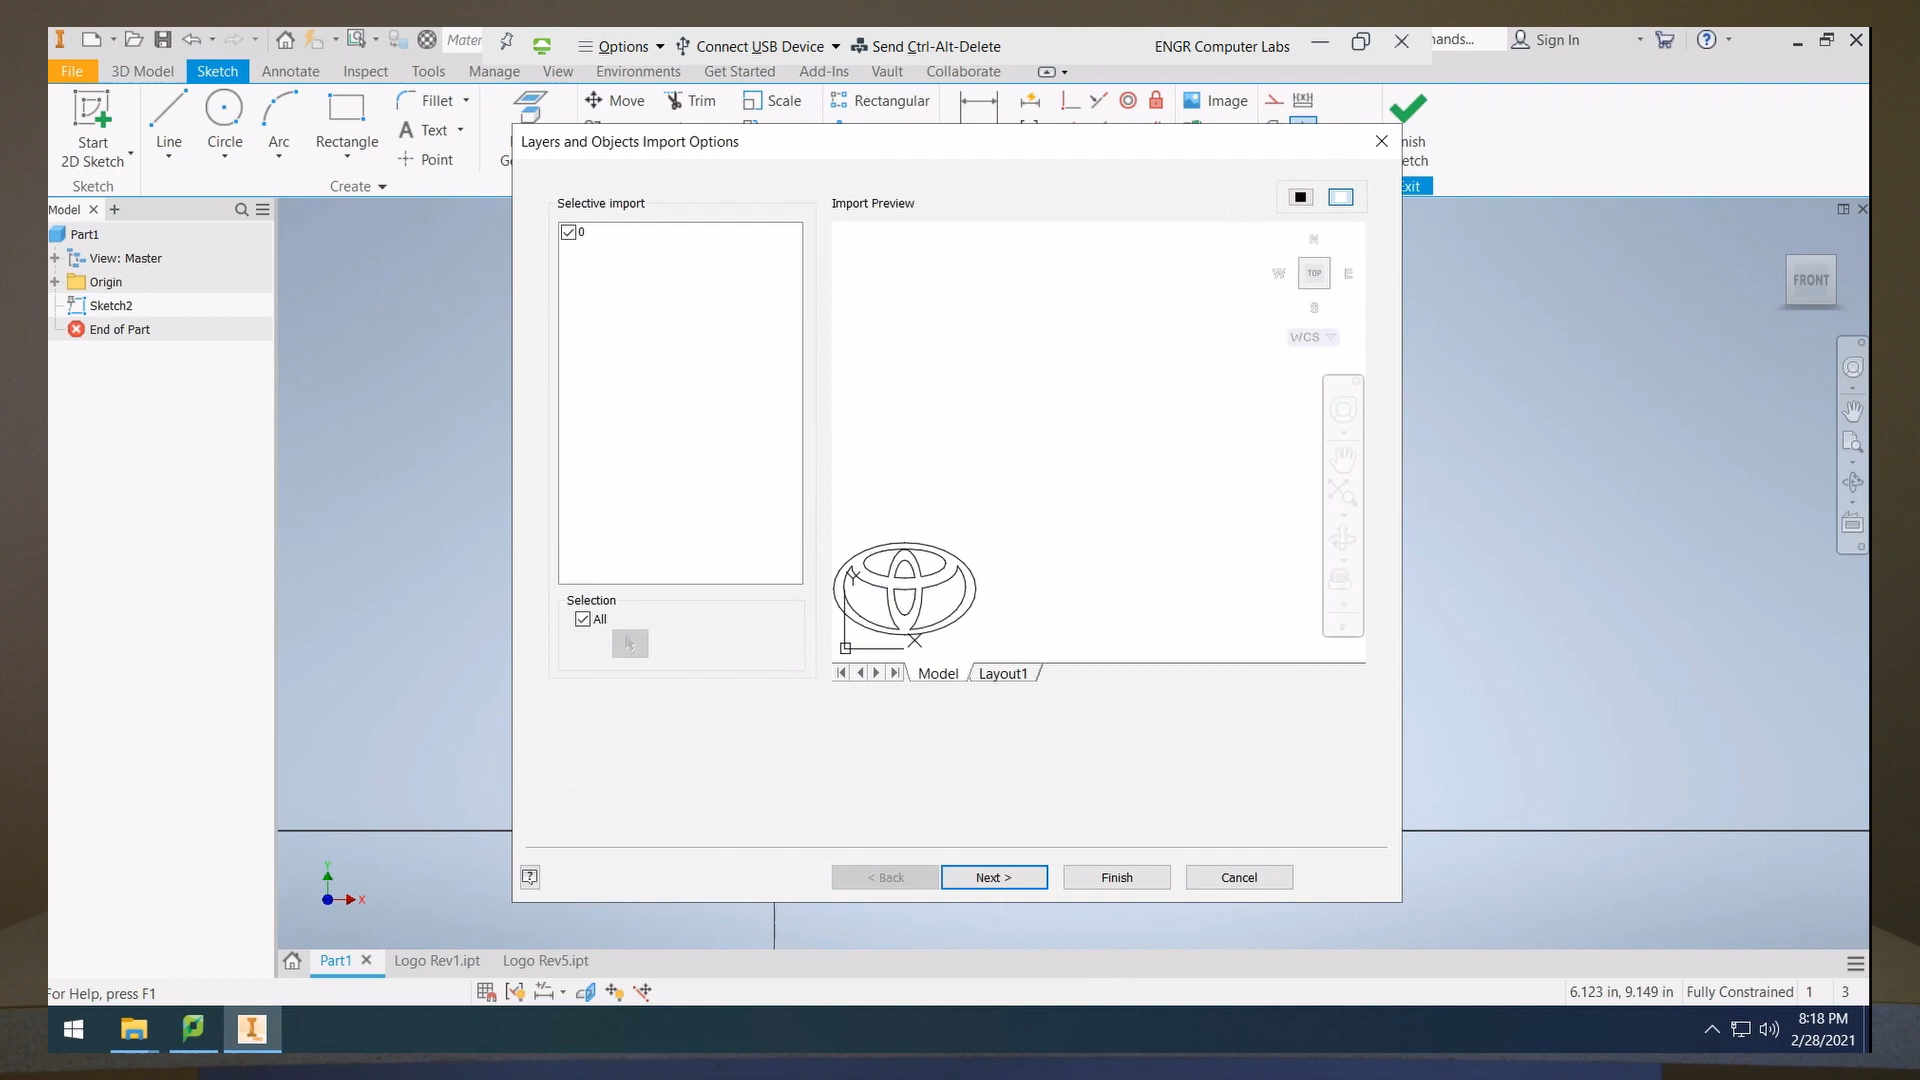 Mater
Options
Connect USB Device
Send Ctrl-Alt-Delete
ENGR Computer Labs
ands...
Sign In
File
3D Model
Sketch
Annotate
Inspect
Tools
Manage
View
Environments
Get Started
Add-Ins
Vault
Collaborate
Start
2D Sketch
Line
Circle
Arc
Rectangle
Fillet
Text
Point
Move
Trim
Scale
Rectangular
Image
nish
etch
Sketch
Create
Exit
Layers and Objects Import Options
Model
Part1
View: Master
Origin
Sketch2
End of Part
Selective import
0
Selection
All
Import Preview
N
W
TOP
E
S
WCS
Y
X
Model
Layout1
< Back
Next >
Finish
Cancel
FRONT
Y
X
Part1
Logo Rev1.ipt
Logo Rev5.ipt
For Help, press F1
6.123 in, 9.149 in
Fully Constrained
1
3
8:18 PM
2/28/2021